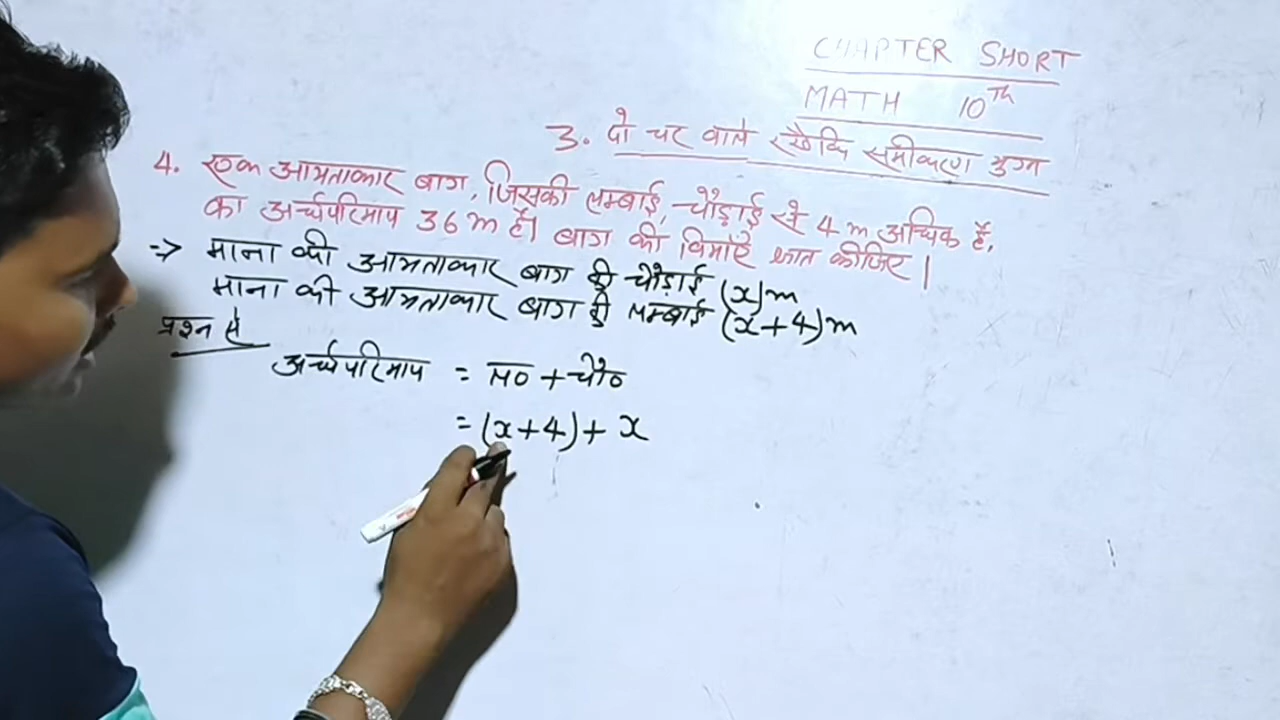 CHAPTER SHORT
MATH 10Th
3. दो चर वाले रैखिक समीकरण युग्म
4. एक आयताकार बाग, जिसकी लम्बाई, चौड़ाई से 4 m अधिक है,
का अर्धपरिमाप 36 m है। बाग की विमाएँ ज्ञात कीजिए।
=> माना की आयताकार बाग की चौड़ाई (x)m
माना की आयताकार बाग की लम्बाई (x+4)m
प्रश्न से
अर्धपरिमाप = ल० + चौ०
= (x+4)+ x